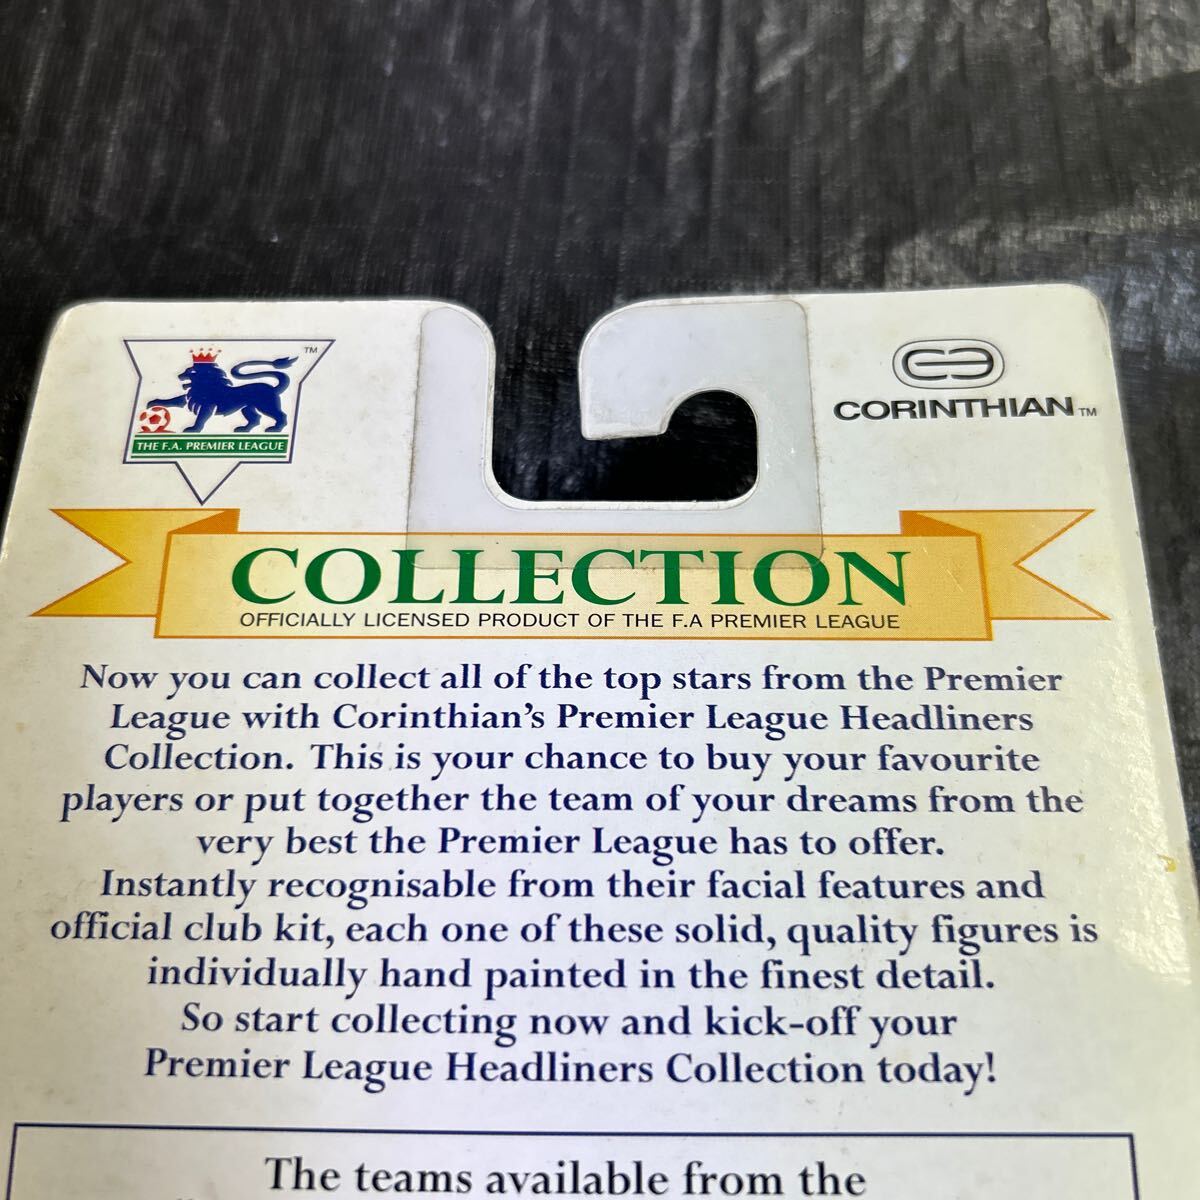 TM
THE F.A. PREMIER LEAGUE
CORINTHIAN TM
COLLECTION
OFFICIALLY LICENSED PRODUCT OF THE F.A PREMIER LEAGUE
Now you can collect all of the top stars from the Premier
League with Corinthian's Premier League Headliners
Collection. This is your chance to buy your favourite
players or put together the team of your dreams from the
very best the Premier League has to offer.
Instantly recognisable from their facial features and
official club kit, each one of these solid, quality figures is
individually hand painted in the finest detail.
So start collecting now and kick-off your
Premier League Headliners Collection today!
The teams available from the